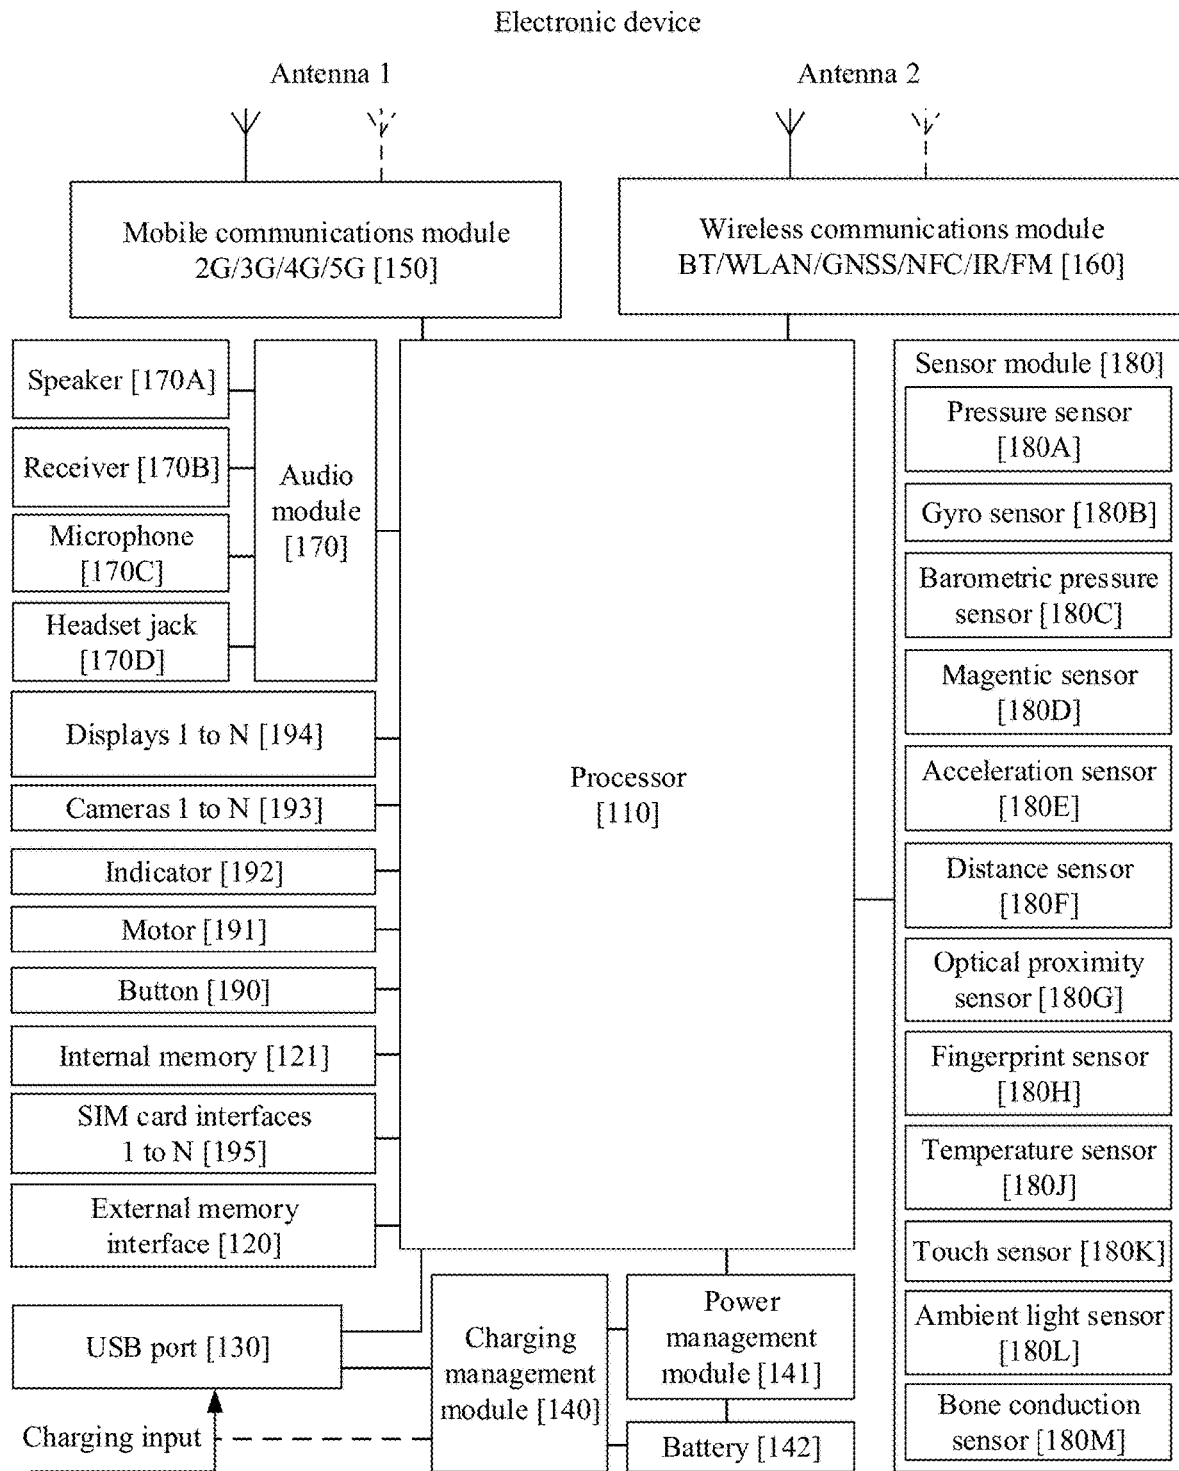 Electronic device
Antenna 1
Antenna 2
Mobile communications module
2G/3G/4G/5G [150]
Wireless communications module
BT/WLAN/GNSS/NFC/IR/FM [160]
Speaker [170A]
Receiver [170B]
Microphone
[170C]
Headset jack
[170D]
Audio
module
[170]
Displays 1 to N [194]
Cameras 1 to N [193]
Indicator [192]
Motor [191]
Button [190]
Internal memory [121]
SIM card interfaces
1 to N [195]
External memory
interface [120]
Processor
[110]
Sensor module [180]
Pressure sensor
[180A]
Gyro sensor [180B]
Barometric pressure
sensor [180C]
Magentic sensor
[180D]
Acceleration sensor
[180E]
Distance sensor
[180F]
Optical proximity
sensor [180G]
Fingerprint sensor
[180H]
Temperature sensor
[180J]
Touch sensor [180K]
Ambient light sensor
[180L]
Bone conduction
sensor [180M]
USB port [130]
Charging input
Charging
management
module [140]
Power
management
module [141]
Battery [142]